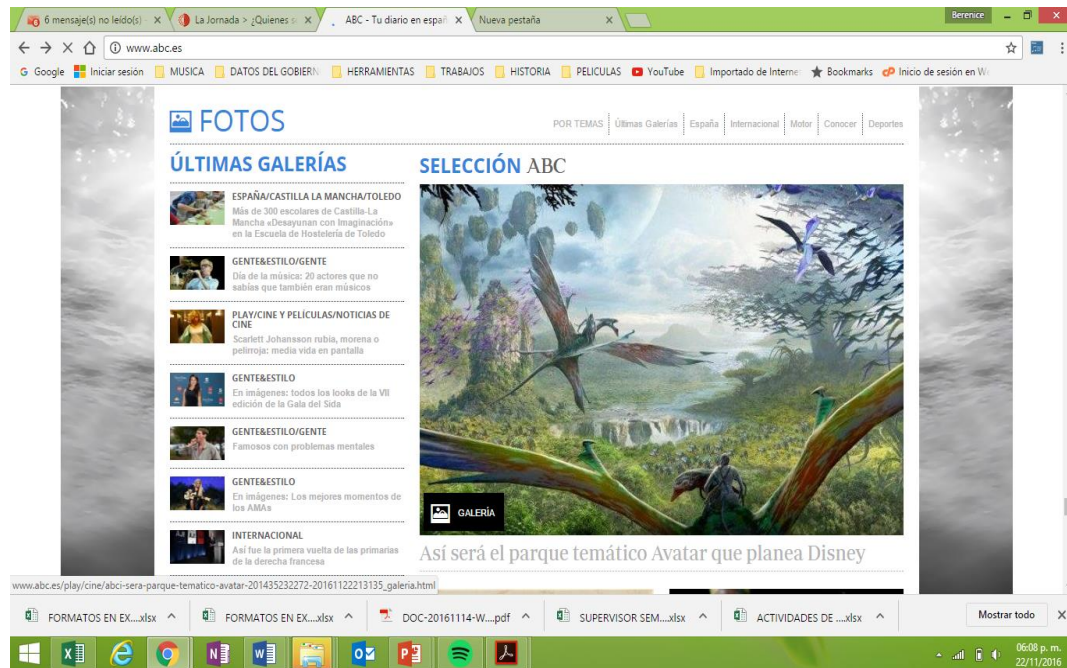 6 mensaje(s) no leído(s) -
La Jornada > ¿Quienes s
ABC - Tu diario en españ
Nueva pestaña
Berenice
www.abc.es
Google
Iniciar sesión
MUSICA
DATOS DEL GOBIERN
HERRAMIENTAS
TRABAJOS
HISTORIA
PELICULAS
YouTube
Importado de Internet
Bookmarks
Inicio de sesión en W
FOTOS
POR TEMAS Últimas Galerías España Internacional Motor Conocer Deportes
ÚLTIMAS GALERÍAS
ESPAÑA/CASTILLA LA MANCHA/TOLEDO
Más de 300 escolares de Castilla-La
Mancha «Desayunan con Imaginación»
en la Escuela de Hostelería de Toledo
GENTE&ESTILO/GENTE
Día de la música: 20 actores que no
sabías que también eran músicos
PLAY/CINE Y PELÍCULAS/NOTICIAS DE
CINE
Scarlett Johansson rubia, morena o
pelirroja: media vida en pantalla
GENTE&ESTILO
En imágenes: todos los looks de la VII
edición de la Gala del Sida
GENTE&ESTILO/GENTE
Famosos con problemas mentales
GENTE&ESTILO
En imágenes: Los mejores momentos de
los AMAs
INTERNACIONAL
Así fue la primera vuelta de las primarias
de la derecha francesa
SELECCIÓN ABC
GALERÍA
Así será el parque temático Avatar que planea Disney
www.abc.es/play/cine/abci-sera-parque-tematico-avatar-201435232272-20161122213135_galeria.html
FORMATOS EN EX....xlsx
FORMATOS EN EX....xlsx
DOC-20161114-W....pdf
SUPERVISOR SEM....xlsx
ACTIVIDADES DE ....xlsx
Mostrar todo
06:08 p. m.
22/11/2016